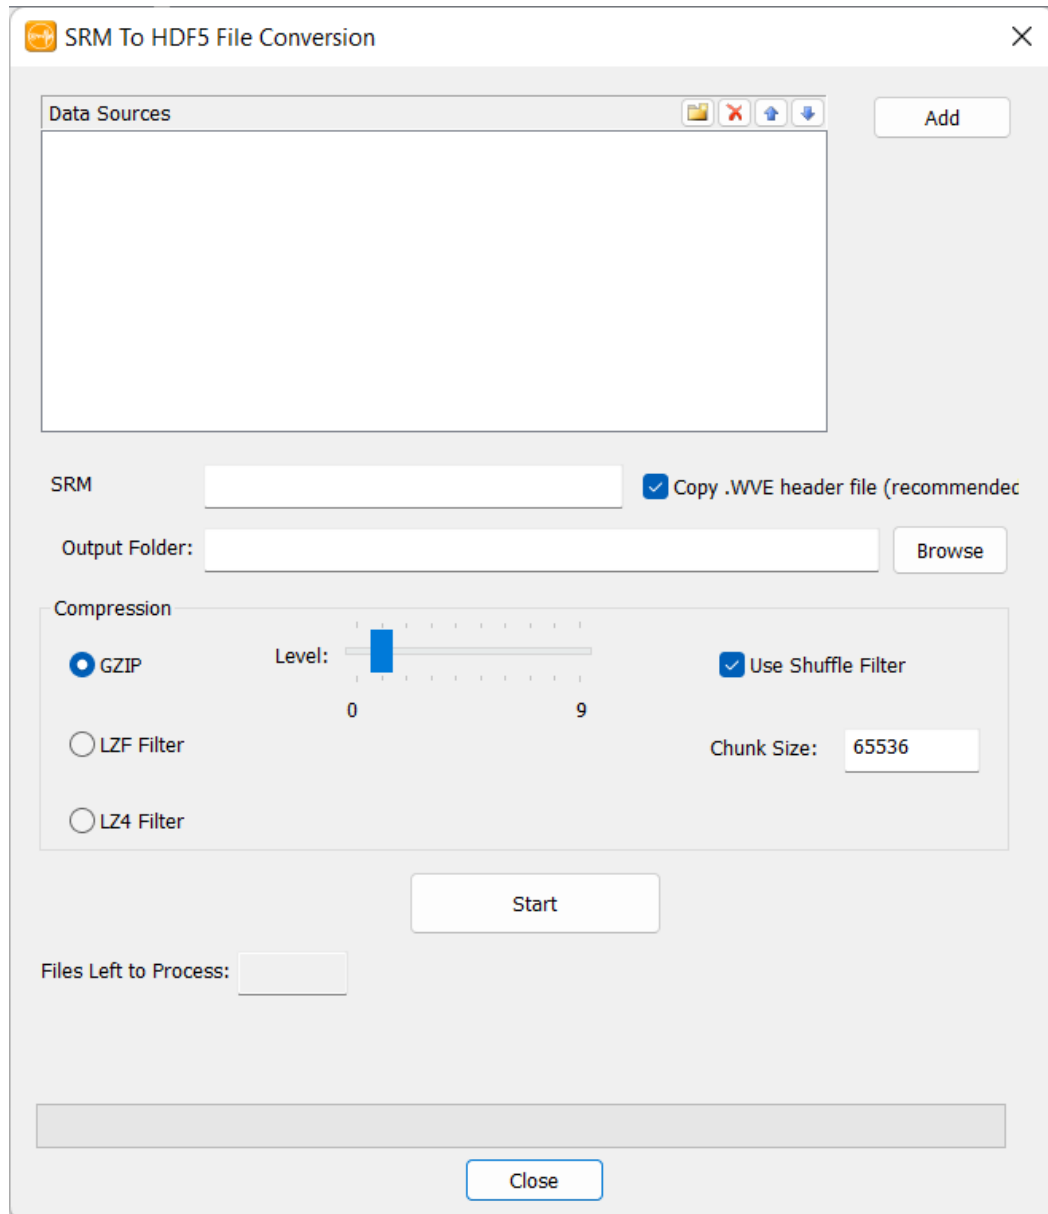 SRM To HDF5 File Conversion
Data Sources
Add
SRM
Copy .WVE header file (recommended
Output Folder:
Browse
Compression
GZIP
Level:
Use Shuffle Filter
0 9
LZF Filter
Chunk Size: 65536
LZ4 Filter
Start
Files Left to Process:
Close